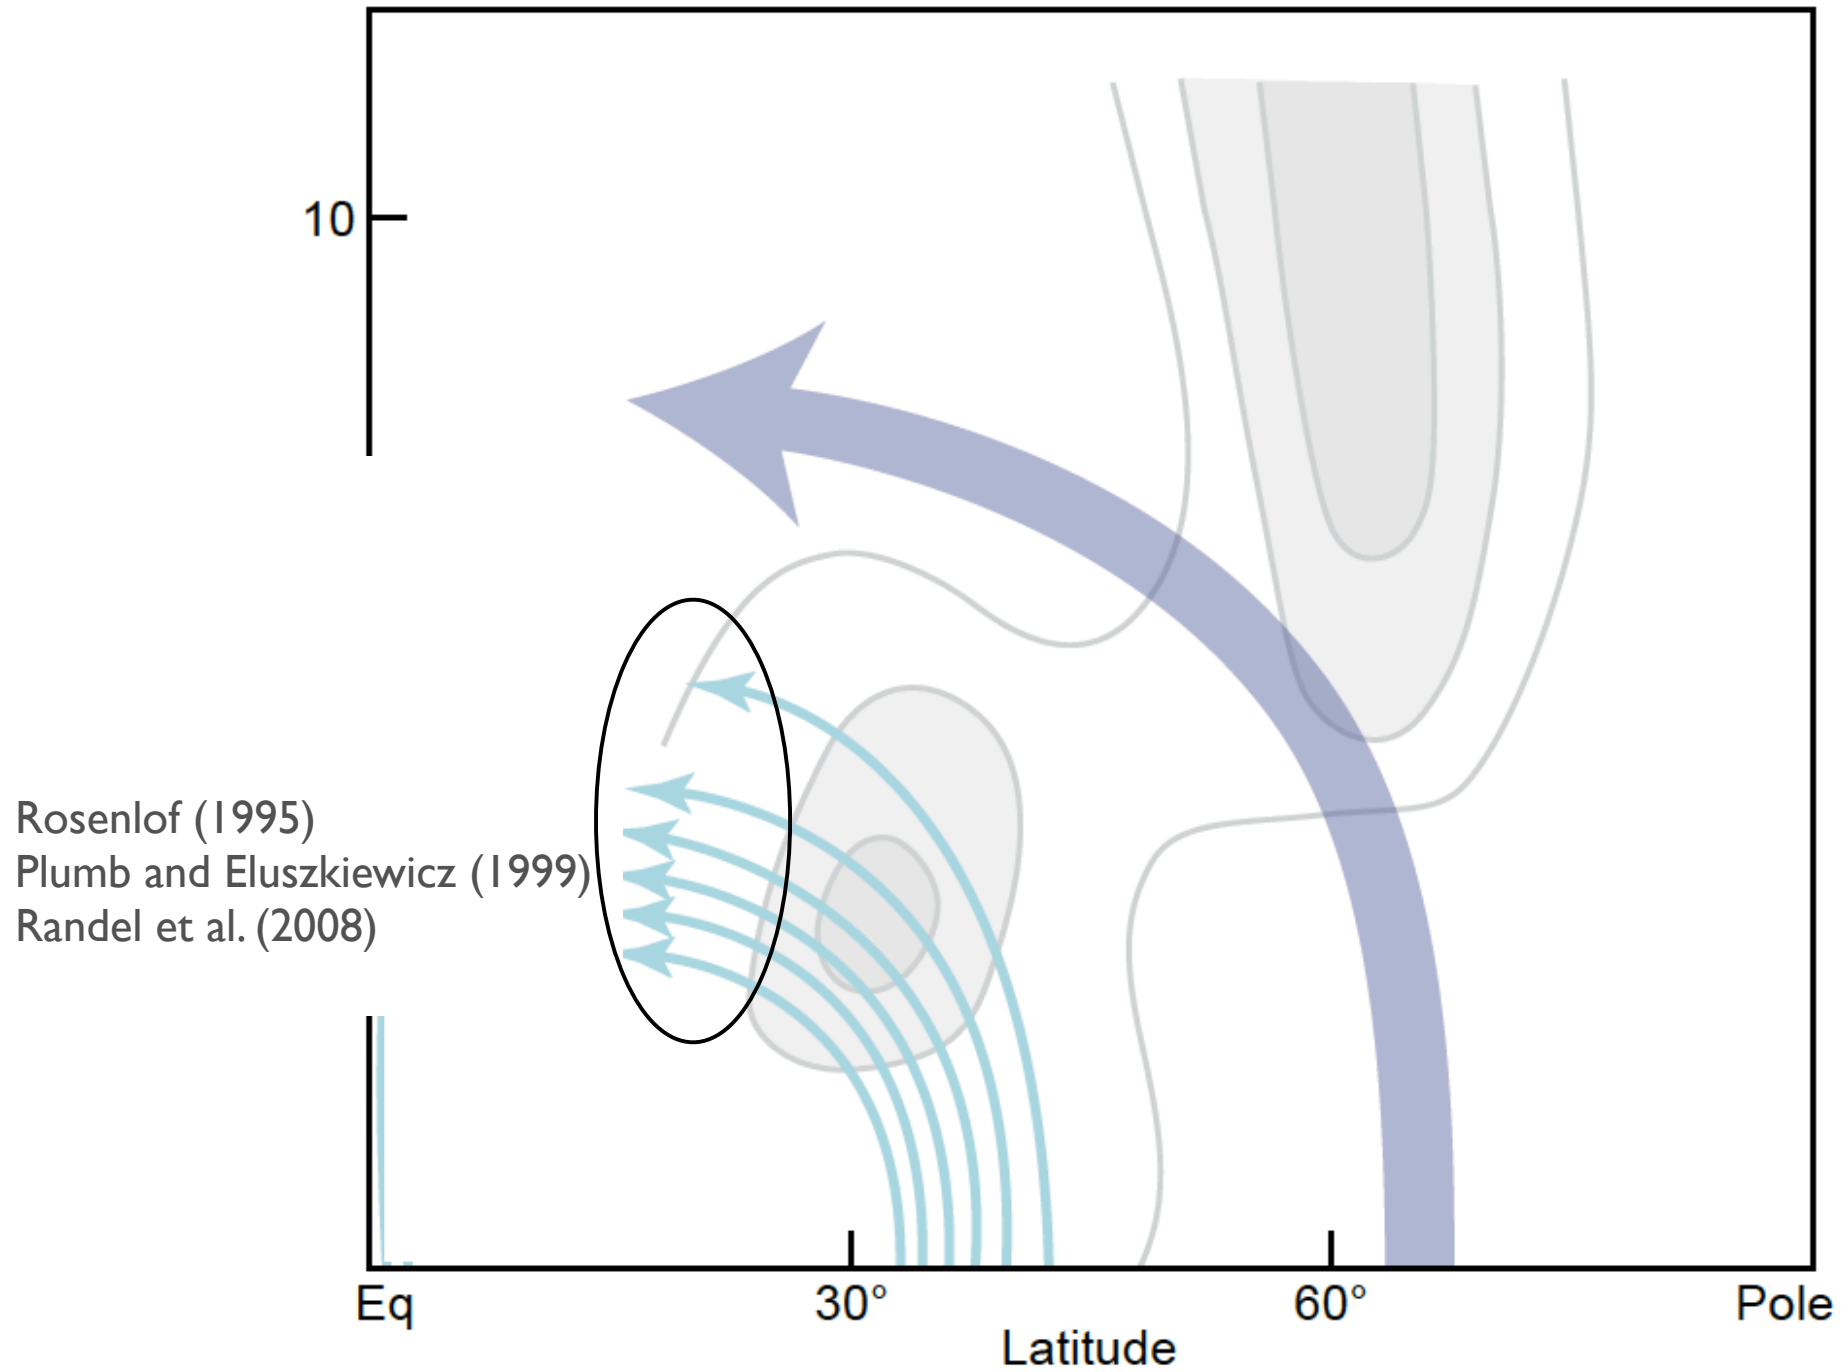 10
Rosenlof (1995)
Plumb and Eluszkiewicz (1999)
Randel et al. (2008)
Eq 30° 60° Pole
Latitude